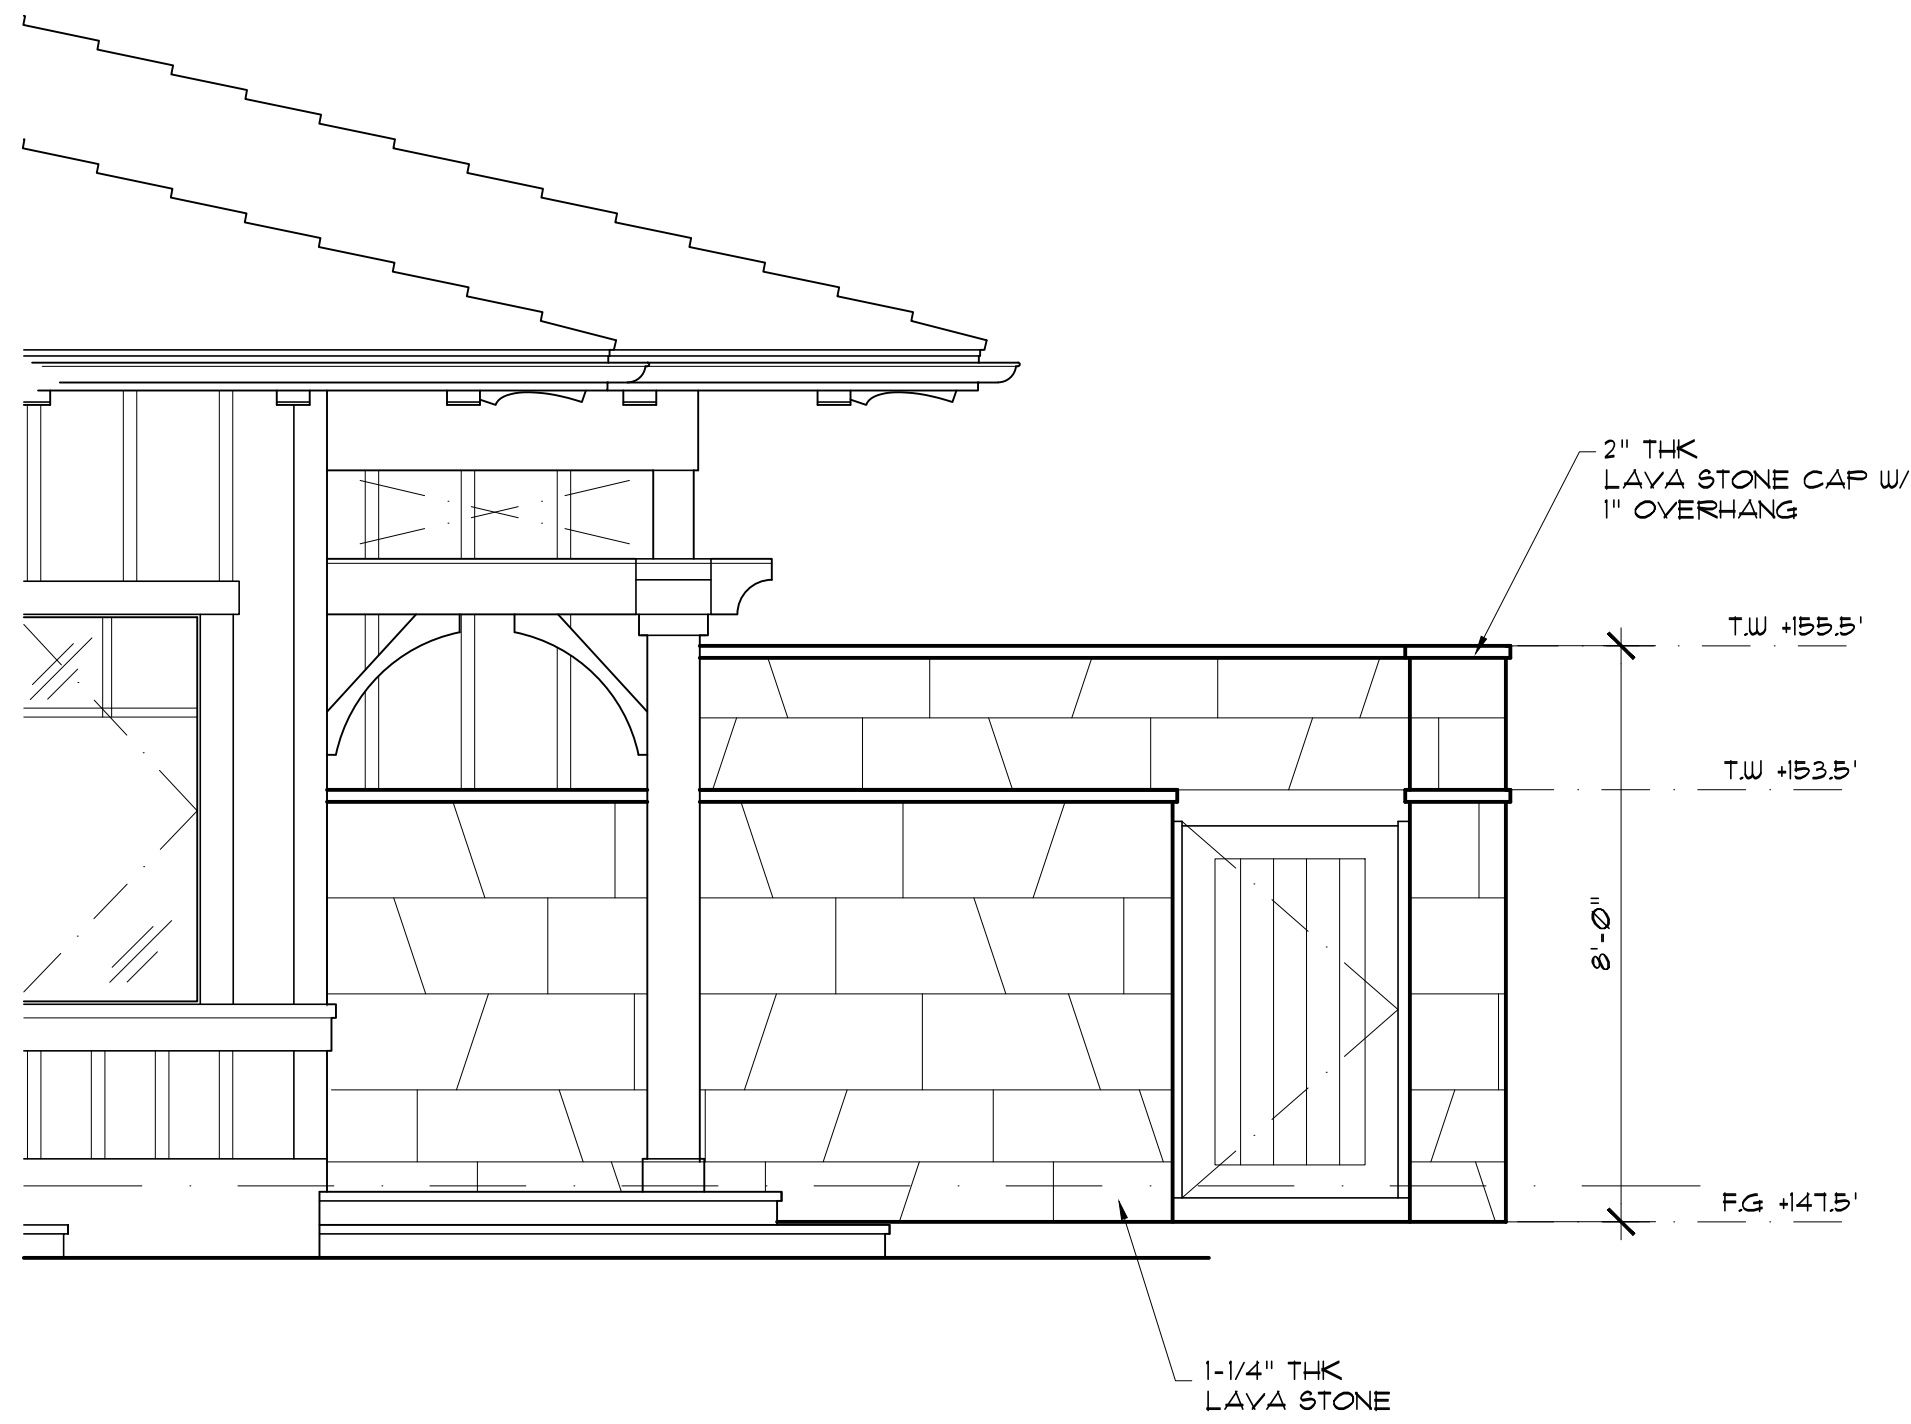 2" THK
LAVA STONE CAP W/
1" OVERHANG
T.W +155.5'
T.W +153.5'
8'-0"
F.G +147.5'
1-1/4" THK
LAVA STONE